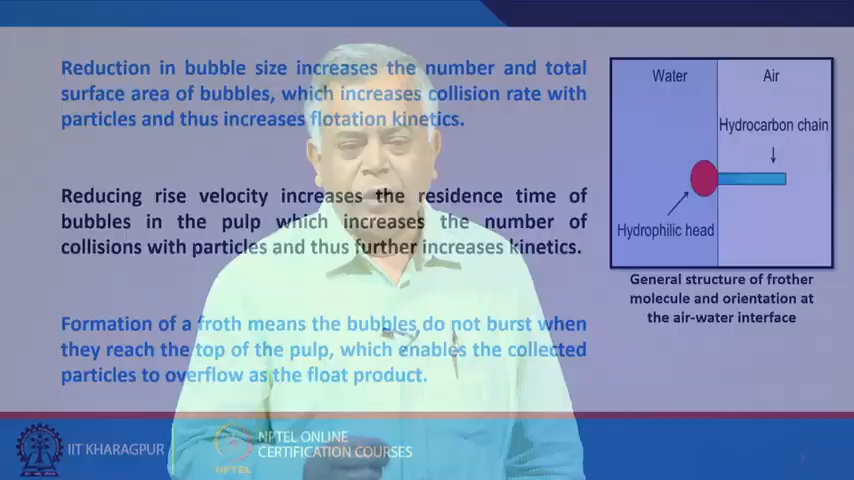 Reduction in bubble size increases the number and total
surface area of bubbles, which increases collision rate with
particles and thus increases flotation kinetics.
Reducing rise velocity increases the residence time of
bubbles in the pulp which increases the number of
collisions with particles and thus further increases kinetics.
Formation of a froth means the bubbles do not burst when
they reach the top of the pulp, which enables the collected
particles to overflow as the float product.
Water
Air
Hydrocarbon chain
Hydrophilic head
General structure of frother
molecule and orientation at
the air-water interface
IIT KHARAGPUR
NPTEL
NPTEL ONLINE
CERTIFICATION COURSES
3